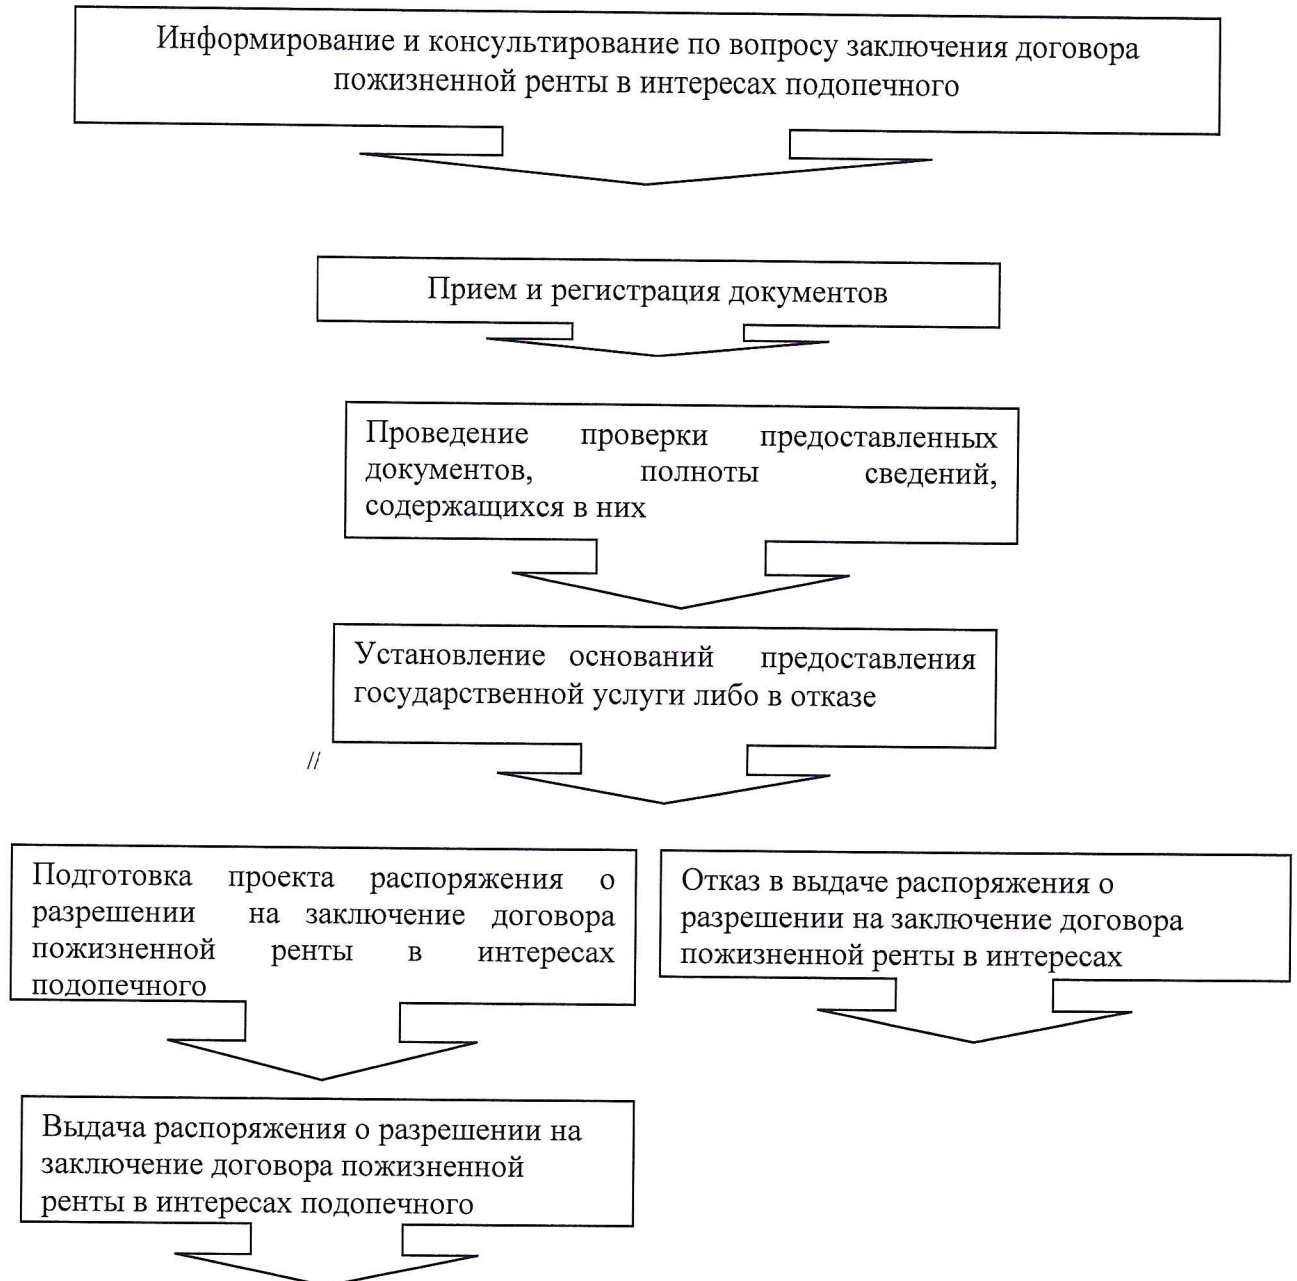 Информирование и консультирование по вопросу заключения договора
пожизненной ренты в интересах подопечного
Прием и регистрация документов
Проведение проверки предоставленных
документов, полноты сведений,
содержащихся в них
Установление оснований предоставления
государственной услуги либо в отказе
//
Подготовка проекта распоряжения о
разрешении на заключение договора
пожизненной ренты в интересах
подопечного
Отказ в выдаче распоряжения о
разрешении на заключение договора
пожизненной ренты в интересах
Выдача распоряжения о разрешении на
заключение договора пожизненной
ренты в интересах подопечного